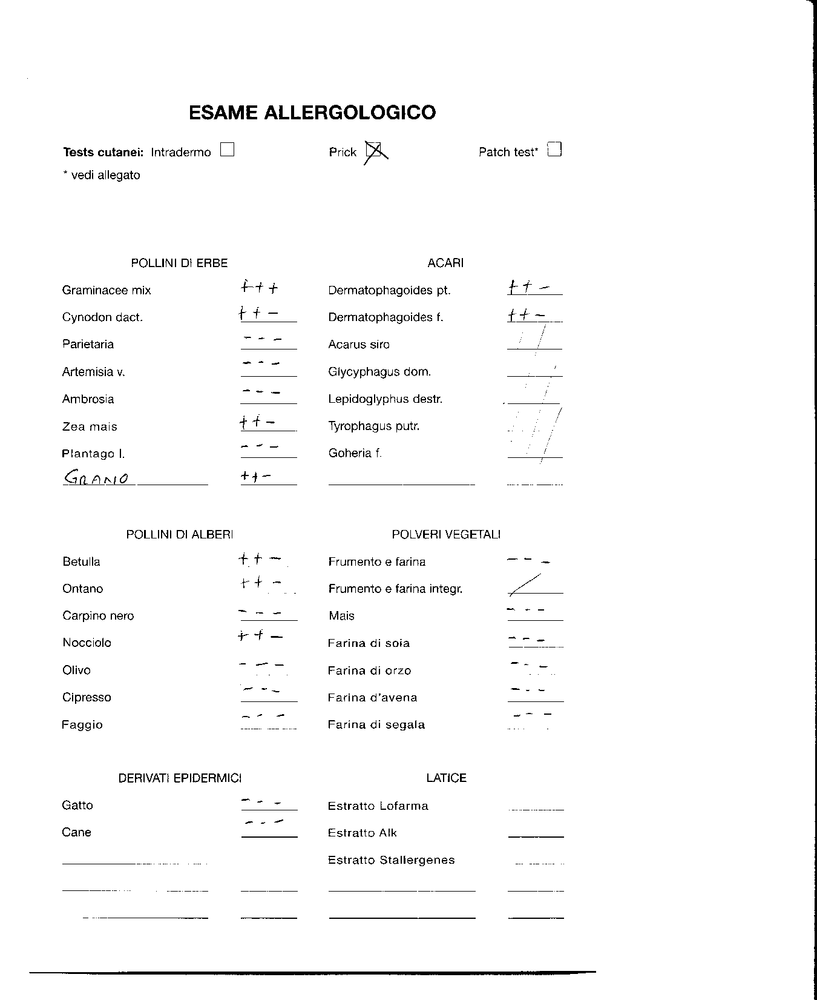 ESAME ALLERGOLOGICO
Tests cutanei: Intradermo ☐ Prick ☒ Patch test* ☐
* vedi allegato
POLLINI DI ERBE
Graminacee mix +++
Cynodon dact. ++-
Parietaria ---
Artemisia v. ---
Ambrosia ---
Zea mais ++-
Plantago l. ---
GRANO ++-
ACARI
Dermatophagoides pt. ++-
Dermatophagoides f. ++-
Acarus siro
Glycyphagus dom.
Lepidoglyphus destr.
Tyrophagus putr.
Goheria f.
POLLINI DI ALBERI
Betulla ++-
Ontano ++-
Carpino nero ---
Nocciolo ++-
Olivo ---
Cipresso ---
Faggio ---
POLVERI VEGETALI
Frumento e farina ---
Frumento e farina integr. /
Mais ---
Farina di soia ---
Farina di orzo ---
Farina d'avena ---
Farina di segala ---
DERIVATI EPIDERMICI
Gatto ---
Cane ---
LATICE
Estratto Lofarma
Estratto Alk
Estratto Stallergenes